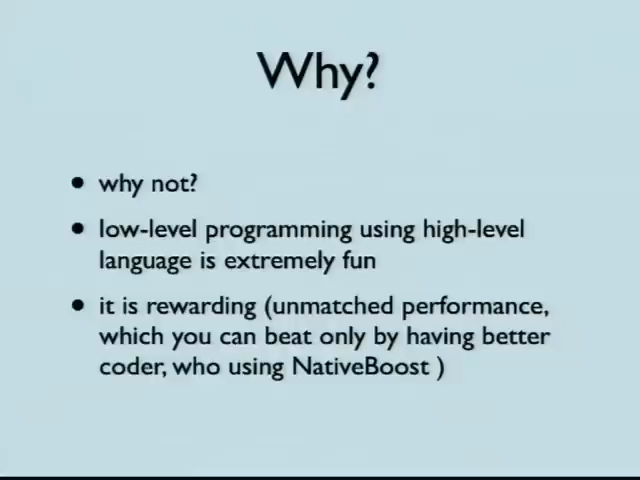 Why?
• why not?
• low-level programming using high-level
language is extremely fun
• it is rewarding (unmatched performance,
which you can beat only by having better
coder, who using NativeBoost )